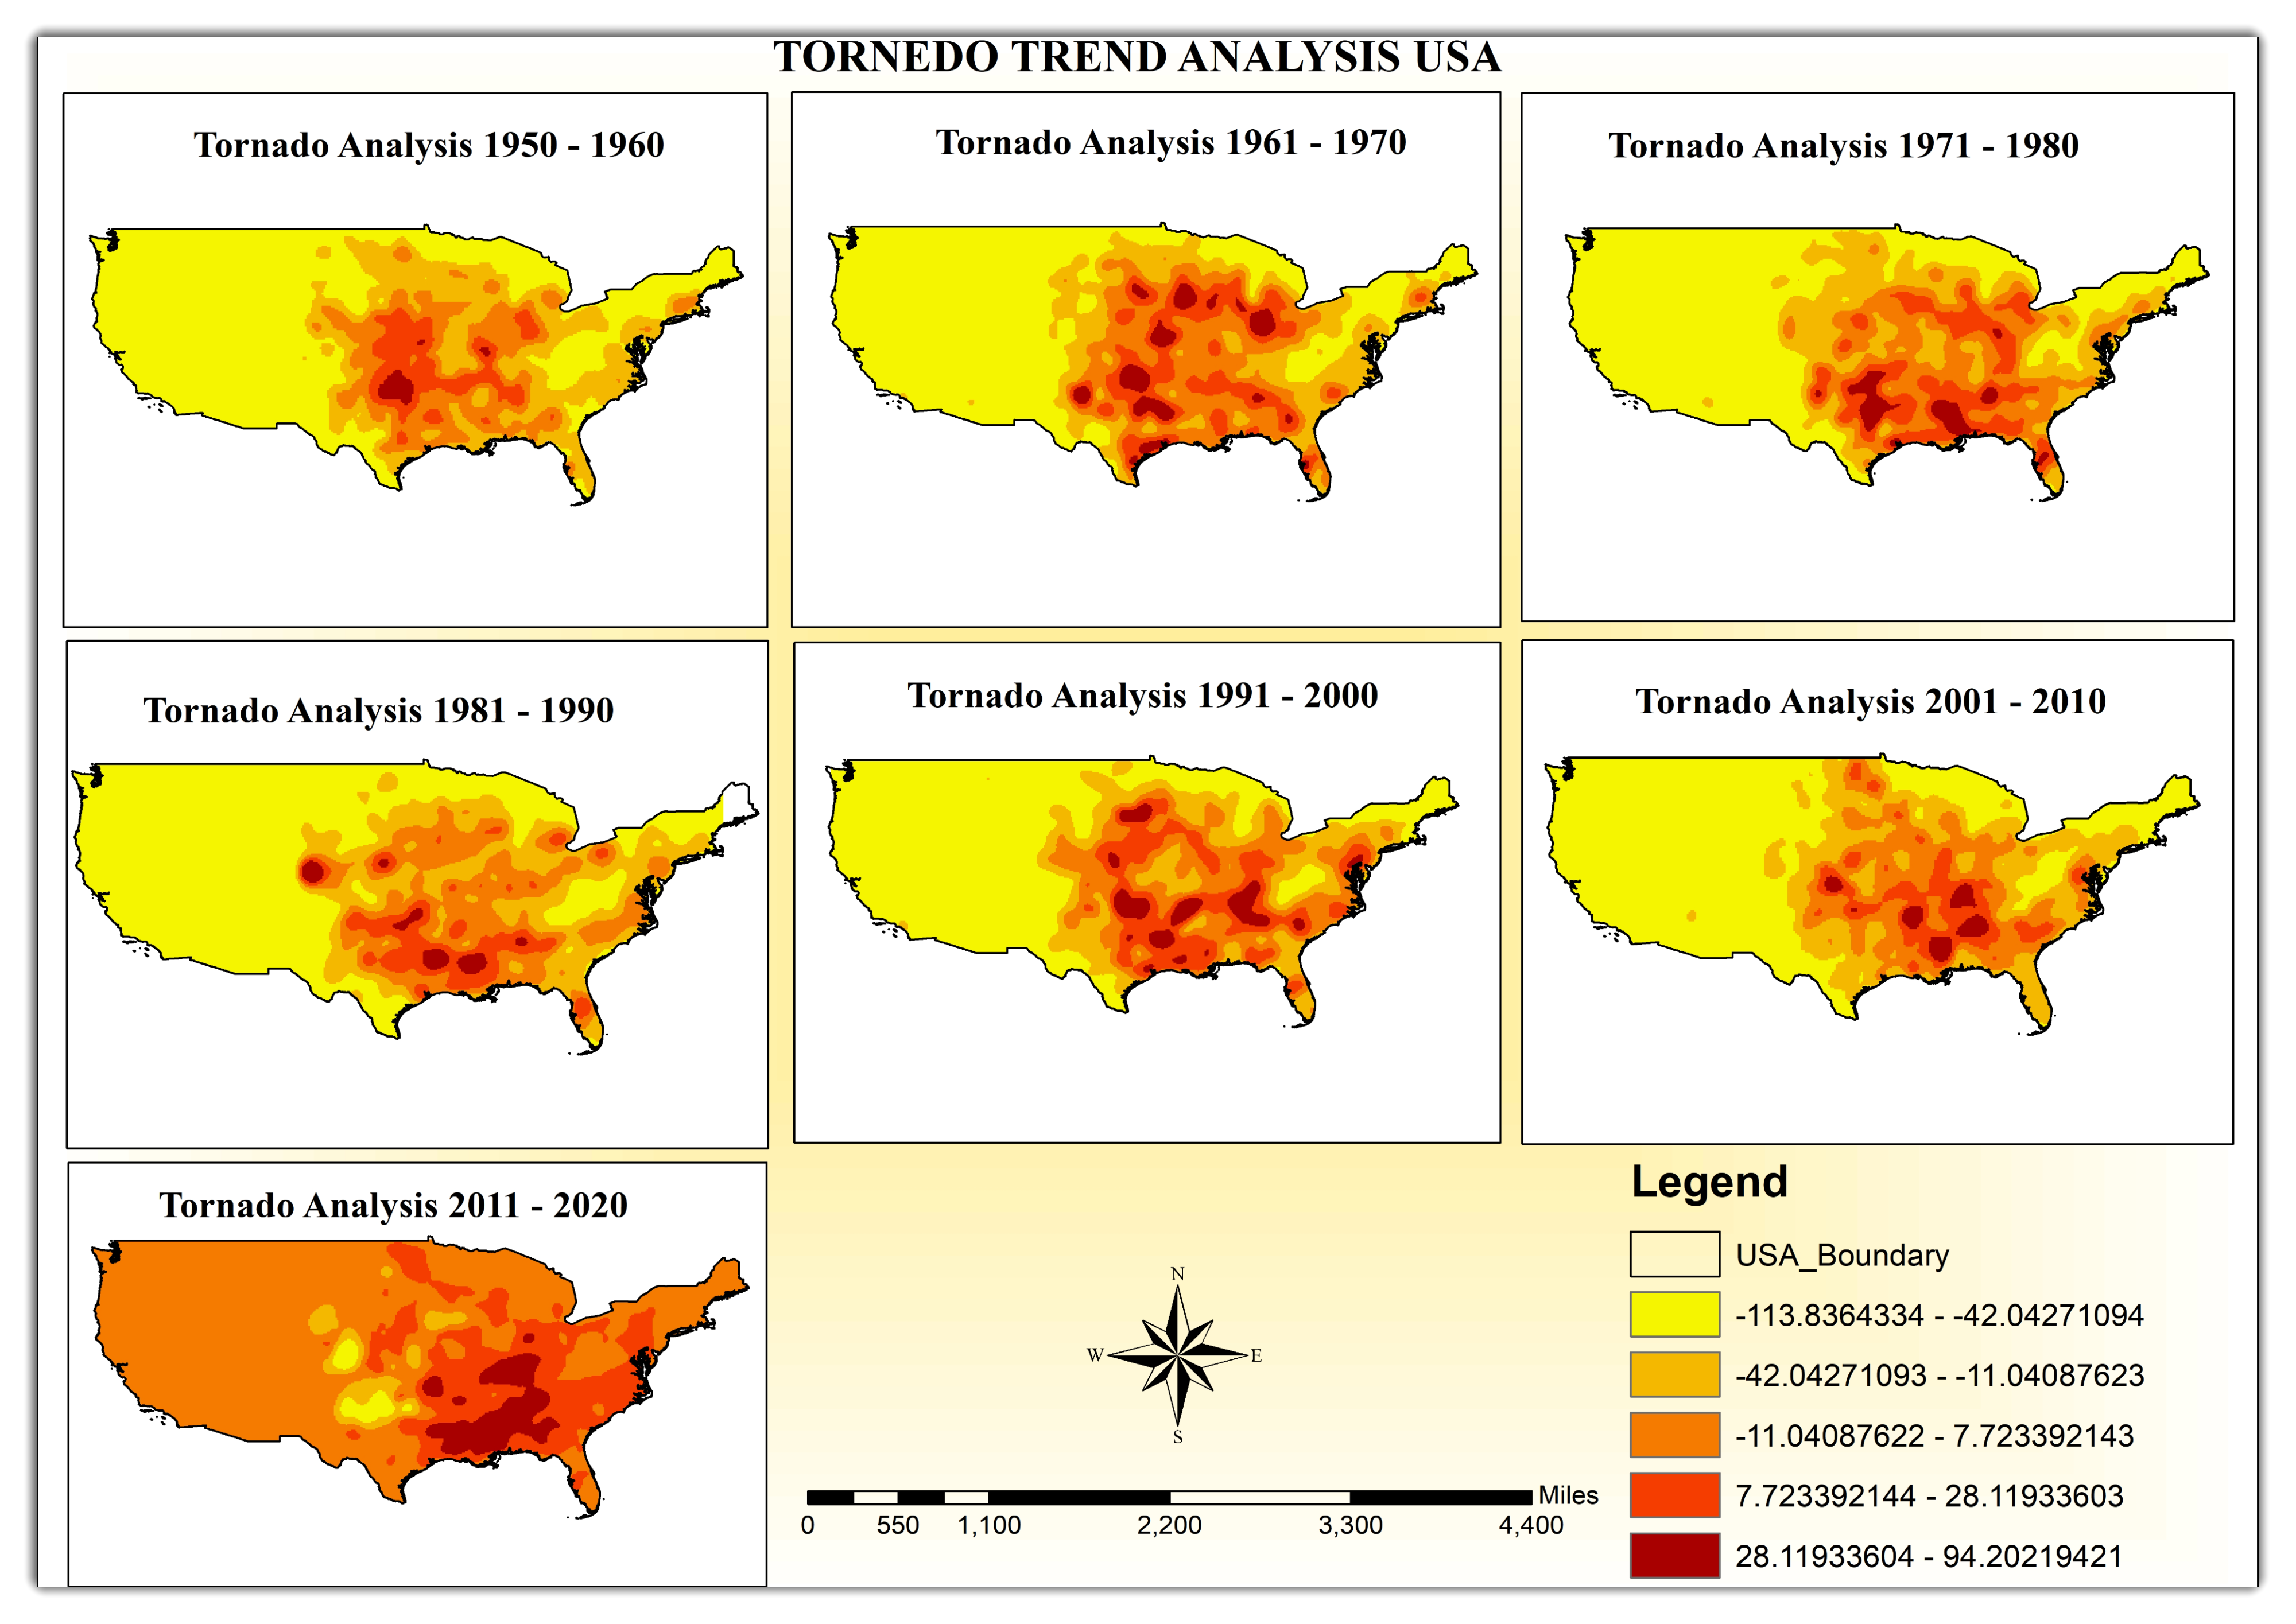 TORNEDO TREND ANALYSIS USA
Tornado Analysis 1950 - 1960
Tornado Analysis 1961 - 1970
Tornado Analysis 1971 - 1980
Tornado Analysis 1981 - 1990
Tornado Analysis 1991 - 2000
Tornado Analysis 2001 - 2010
Tornado Analysis 2011 - 2020
N
W
E
S
Miles
0 550 1,100 2,200 3,300 4,400
Legend
USA_Boundary
-113.8364334 - -42.04271094
-42.04271093 - -11.04087623
-11.04087622 - 7.723392143
7.723392144 - 28.11933603
28.11933604 - 94.20219421